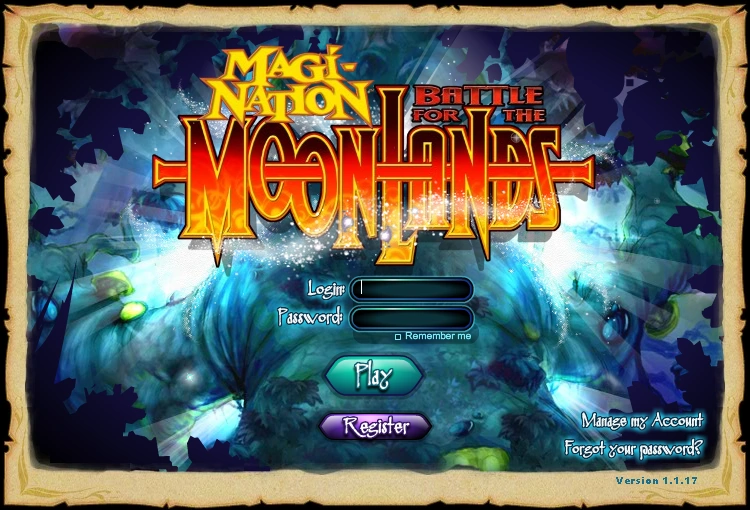 MAGI-
NATION
BATTLE
FOR THE
MOONLANDS
Login:
Password:
Remember me
Play
Register
Manage my Account
Forgot your password?
Version 1.1.17